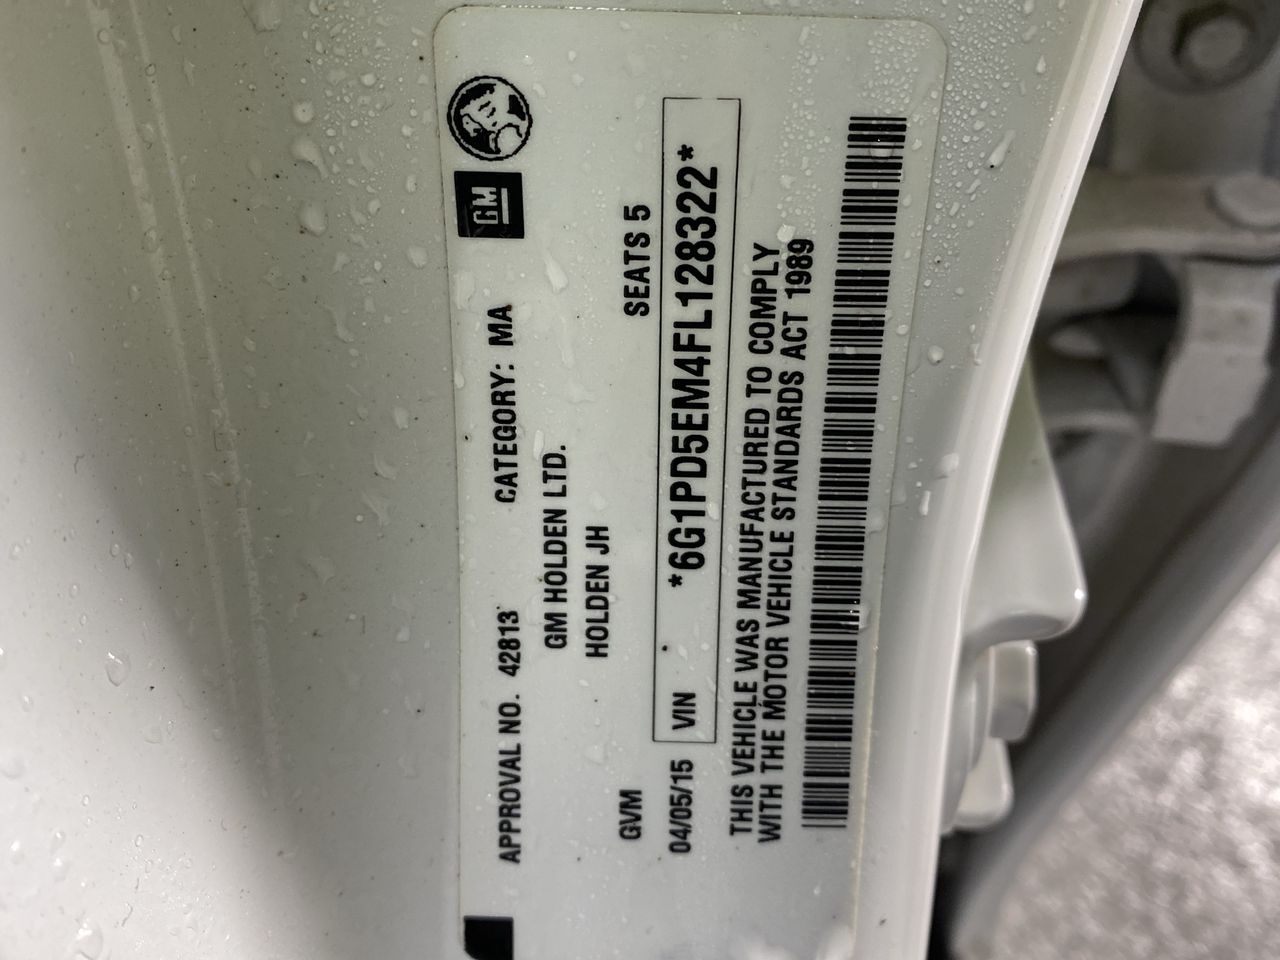 GM
APPROVAL NO. 42813 CATEGORY: MA
GM HOLDEN LTD.
HOLDEN JH
GVM SEATS 5
04/05/15 VIN *6G1PD5EM4FL128322*
THIS VEHICLE WAS MANUFACTURED TO COMPLY
WITH THE MOTOR VEHICLE STANDARDS ACT 1989